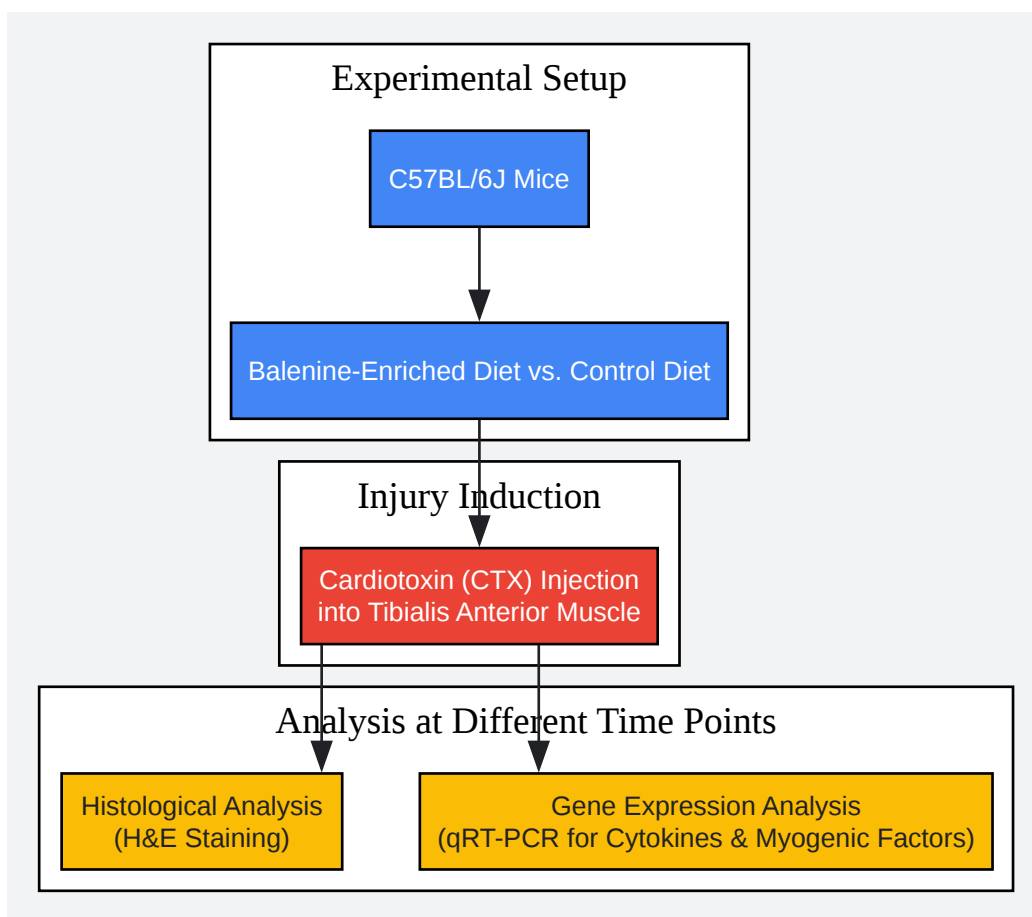 Experimental Setup
C57BL/6J Mice
Balenine-Enriched Diet vs. Control Diet
Injury Induction
Cardiotoxin (CTX) Injection
into Tibialis Anterior Muscle
Analysis at Different Time Points
Histological Analysis
(H&E Staining)
Gene Expression Analysis
(qRT-PCR for Cytokines & Myogenic Factors)